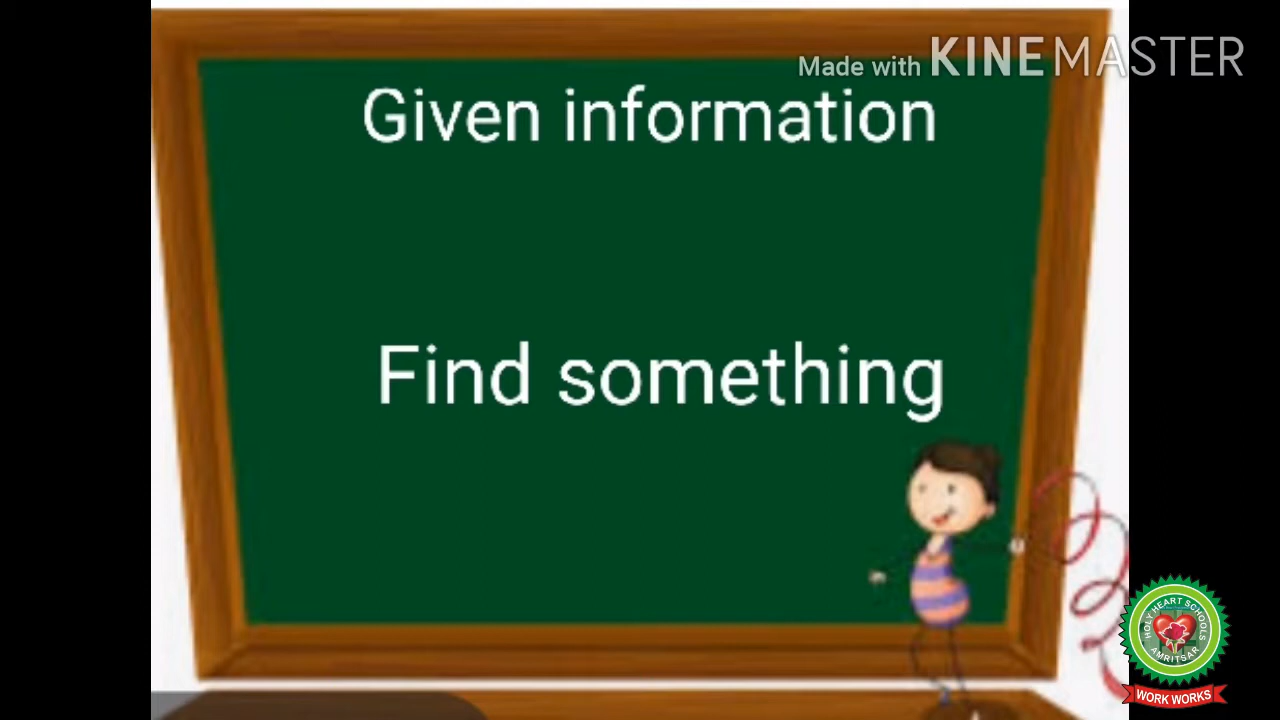 Made with KINEMASTER
Given information
Find something
HOLY HEART SCHOOLS
AMRITSAR
WORK WORKS